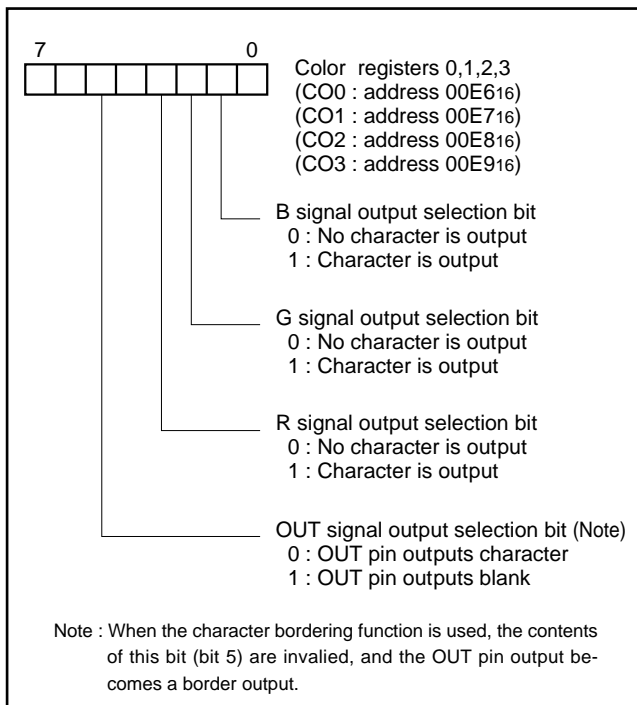 7 0
Color registers 0,1,2,3
(CO0 : address 00E616)
(CO1 : address 00E716)
(CO2 : address 00E816)
(CO3 : address 00E916)
B signal output selection bit
0 : No character is output
1 : Character is output
G signal output selection bit
0 : No character is output
1 : Character is output
R signal output selection bit
0 : No character is output
1 : Character is output
OUT signal output selection bit (Note)
0 : OUT pin outputs character
1 : OUT pin outputs blank
Note : When the character bordering function is used, the contents
of this bit (bit 5) are invalied, and the OUT pin output be-
comes a border output.